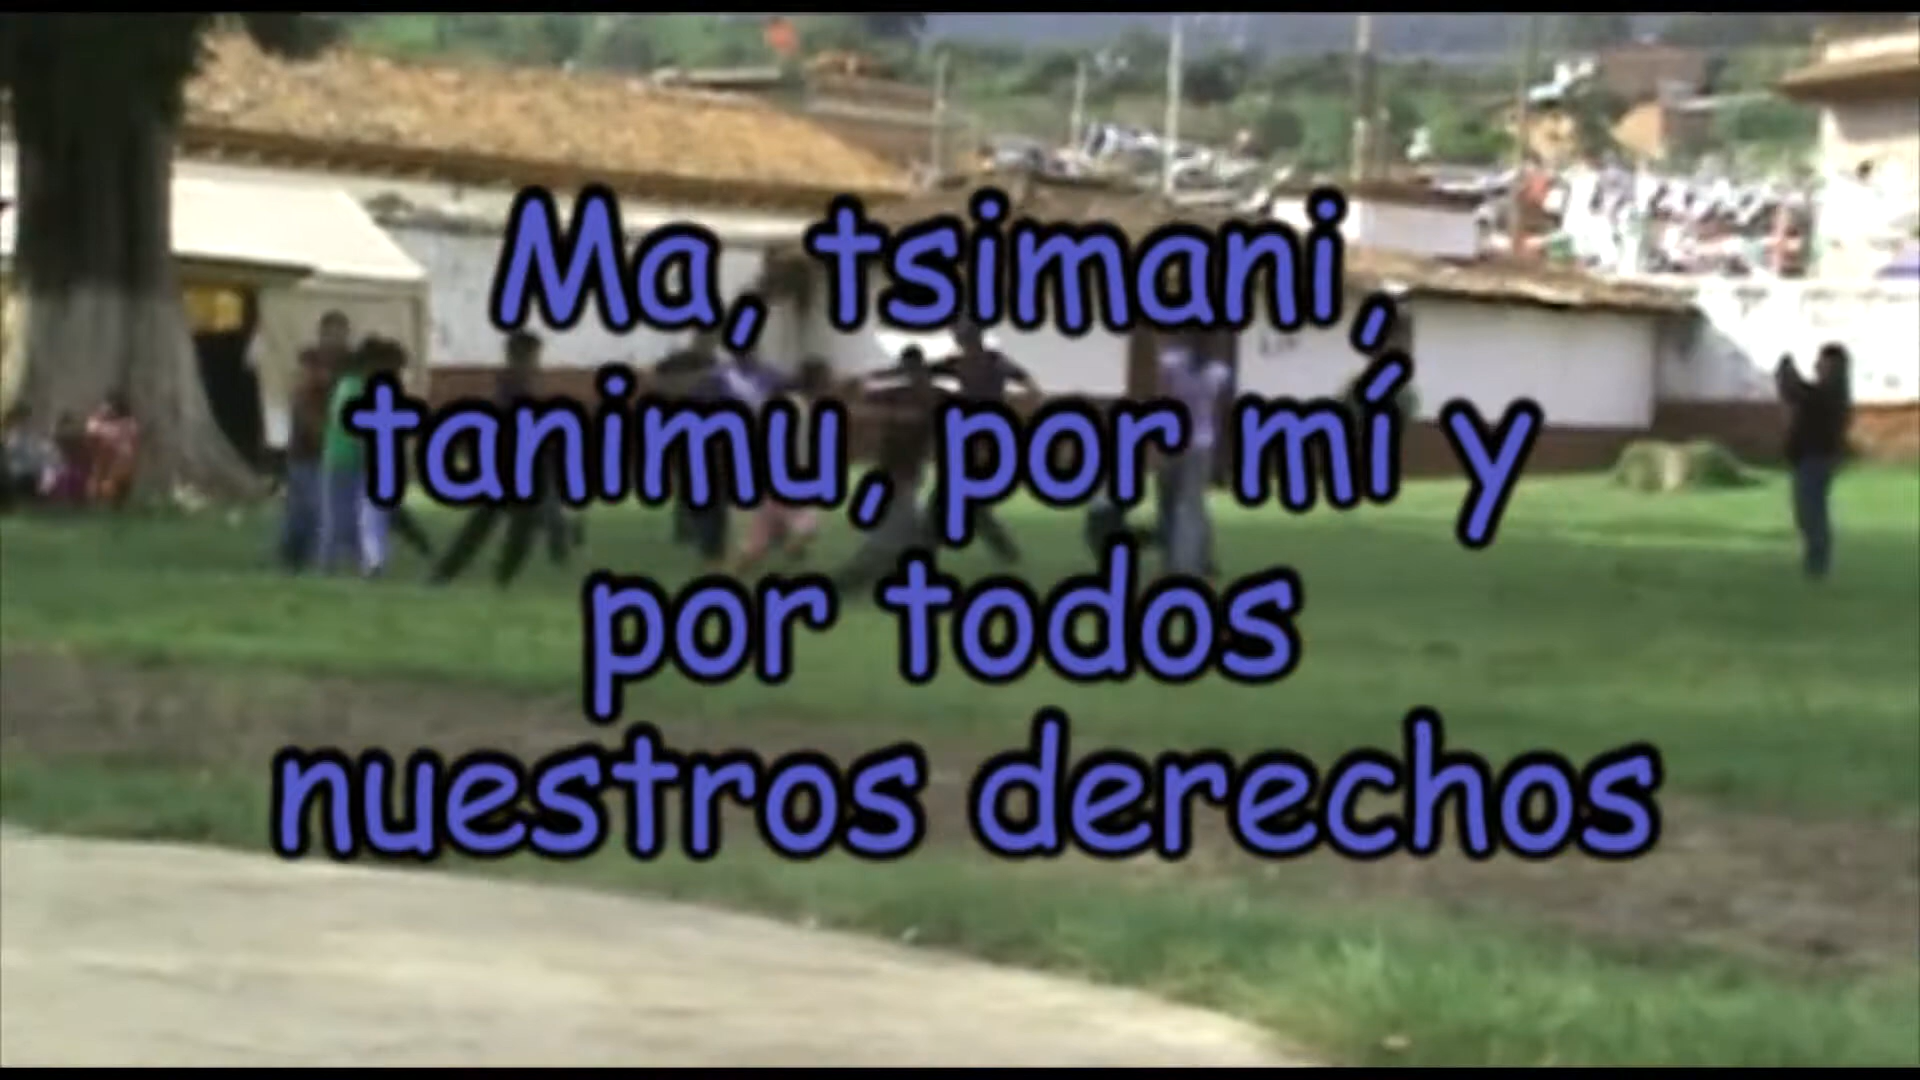 Ma, tsimani,
tanimu, por mí y
por todos
nuestros derechos